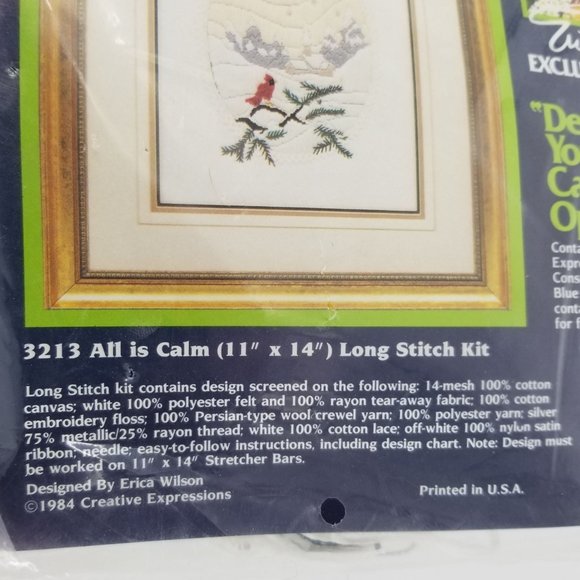 EXCLU
"De
Yo
Ca
Op
Conta
Expre
Cons
Blue
conta
for f
3213 All is Calm (11" x 14") Long Stitch Kit
Long Stitch kit contains design screened on the following: 14-mesh 100% cotton
canvas; white 100% polyester felt and 100% rayon tear-away fabric; 100% cotton
embroidery floss; 100% Persian-type wool crewel yarn; 100% polyester yarn; silver
75% metallic/25% rayon thread; white 100% cotton lace; off-white 100% nylon satin
ribbon; needle; easy-to-follow instructions, including design chart. Note: Design must
be worked on 11" x 14" Stretcher Bars.
Designed By Erica Wilson
©1984 Creative Expressions
Printed in U.S.A.